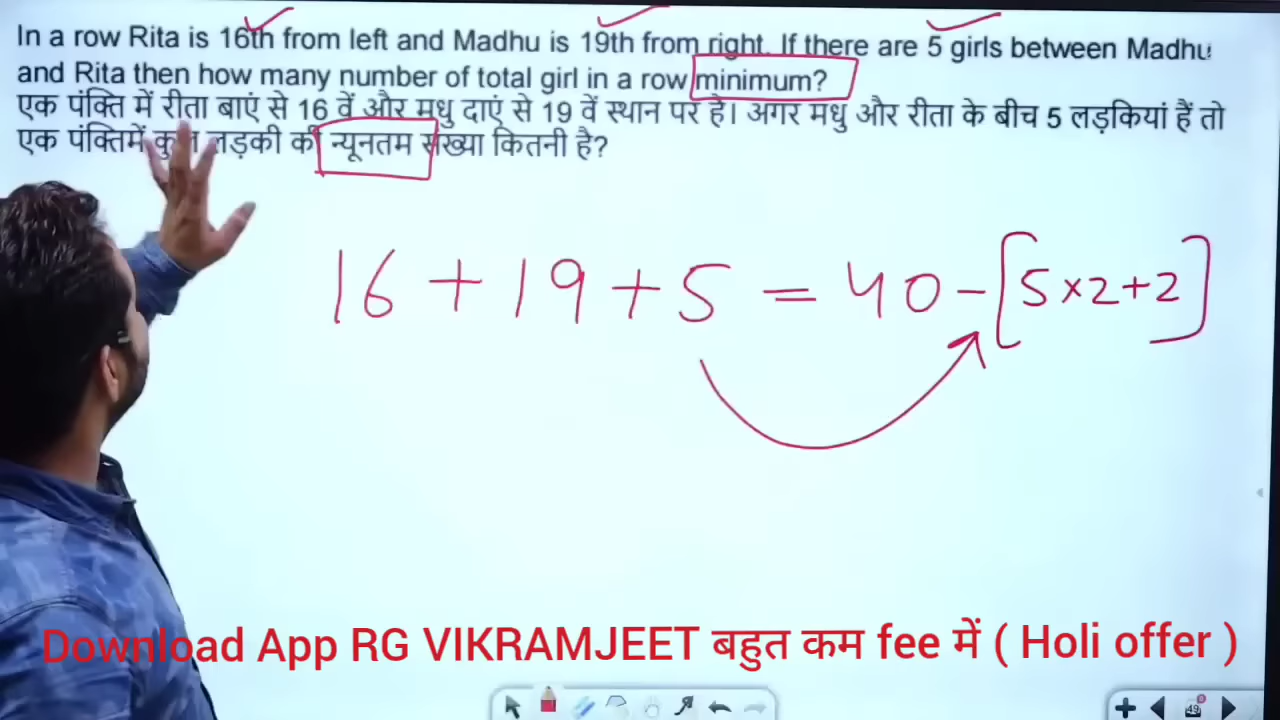 In a row Rita is 16th from left and Madhu is 19th from right. If there are 5 girls between Madhu
and Rita then how many number of total girl in a row minimum?
एक पंक्ति में रीता बाएं से 16 वें और मधु दाएं से 19 वें स्थान पर है। अगर मधु और रीता के बीच 5 लड़कियां हैं तो
एक पंक्तिमें लड़की की न्यूनतम संख्या कितनी है?
16 + 19 + 5 = 40 - [5×2+2]
Download App RG VIKRAMJEET बहुत कम fee में ( Holi offer )
49